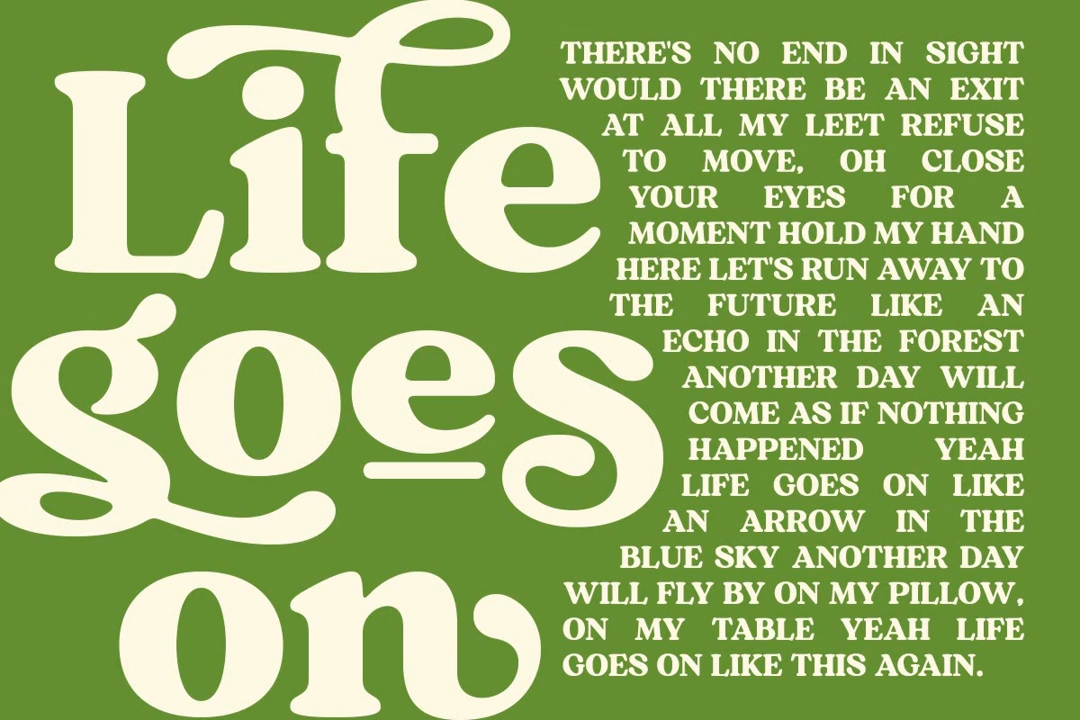 Life
goes
on
THERE'S NO END IN SIGHT
WOULD THERE BE AN EXIT
AT ALL MY LEET REFUSE
TO MOVE, OH CLOSE
YOUR EYES FOR A
MOMENT HOLD MY HAND
HERE LET'S RUN AWAY TO
THE FUTURE LIKE AN
ECHO IN THE FOREST
ANOTHER DAY WILL
COME AS IF NOTHING
HAPPENED YEAH
LIFE GOES ON LIKE
AN ARROW IN THE
BLUE SKY ANOTHER DAY
WILL FLY BY ON MY PILLOW,
ON MY TABLE YEAH LIFE
GOES ON LIKE THIS AGAIN.